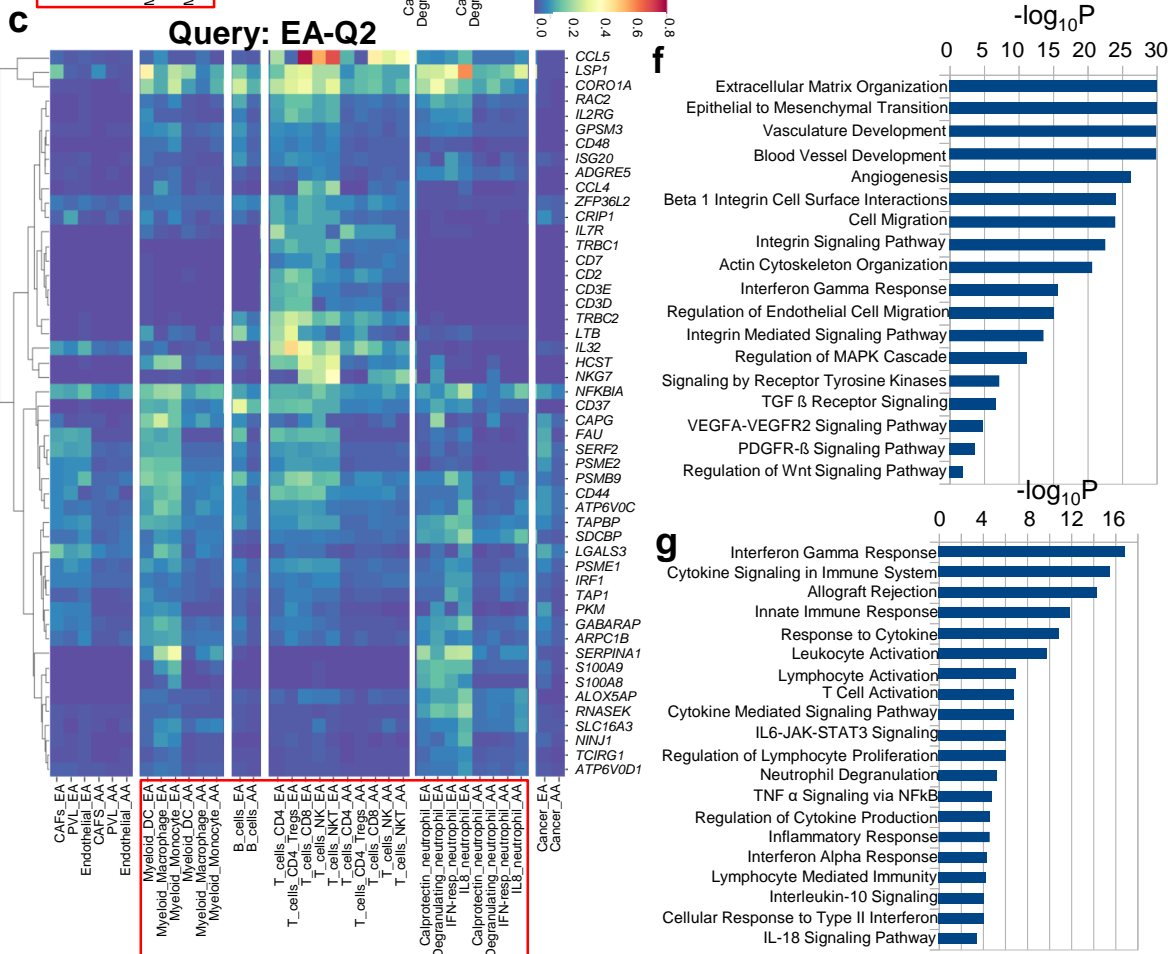 c
Query: EA-Q2
0.0
0.2
0.4
0.6
0.8
CCL5
LSP1
CORO1A
RAC2
IL2RG
GPSM3
CD48
ISG20
ADGRE5
CCL4
ZFP36L2
CRIP1
IL7R
TRBC1
CD7
CD2
CD3E
CD3D
TRBC2
LTB
IL32
HCST
NKG7
NFKBIA
CD37
CAPG
FAU
SERF2
PSME2
PSMB9
CD44
ATP6V0C
TAPBP
SDCBP
LGALS3
PSME1
IRF1
TAP1
PKM
GABARAP
ARPC1B
SERPINA1
S100A9
S100A8
ALOX5AP
RNASEK
SLC16A3
NINJ1
TCIRG1
ATP6V0D1
CAFs_EA
PVL_EA
Endothelial_EA
CAFS_AA
PVL_AA
Endothelial_AA
Myeloid_DC_EA
Myeloid_Macrophage_EA
Myeloid_Monocyte_EA
Myeloid_DC_AA
Myeloid_Macrophage_AA
Myeloid_Monocyte_AA
B_cells_EA
B_cells_AA
T_cells_CD4_EA
T_cells_CD4_Tregs_EA
T_cells_CD8_EA
T_cells_NK_EA
T_cells_NKT_EA
T_cells_CD4_AA
T_cells_CD4_Tregs_AA
T_cells_CD8_AA
T_cells_NK_AA
T_cells_NKT_AA
Calprotectin_neutrophil_EA
Degranulating_neutrophil_EA
IFN-resp_neutrophil_EA
IL8_neutrophil_EA
Calprotectin_neutrophil_AA
Degranulating_neutrophil_AA
IFN-resp_neutrophil_AA
IL8_neutrophil_AA
Cancer_EA
Cancer_AA
f
-log10P
0 5 10 15 20 25 30
Extracellular Matrix Organization
Epithelial to Mesenchymal Transition
Vasculature Development
Blood Vessel Development
Angiogenesis
Beta 1 Integrin Cell Surface Interactions
Cell Migration
Integrin Signaling Pathway
Actin Cytoskeleton Organization
Interferon Gamma Response
Regulation of Endothelial Cell Migration
Integrin Mediated Signaling Pathway
Regulation of MAPK Cascade
Signaling by Receptor Tyrosine Kinases
TGF ß Receptor Signaling
VEGFA-VEGFR2 Signaling Pathway
PDGFR-ß Signaling Pathway
Regulation of Wnt Signaling Pathway
g
-log10P
0 4 8 12 16
Interferon Gamma Response
Cytokine Signaling in Immune System
Allograft Rejection
Innate Immune Response
Response to Cytokine
Leukocyte Activation
Lymphocyte Activation
T Cell Activation
Cytokine Mediated Signaling Pathway
IL6-JAK-STAT3 Signaling
Regulation of Lymphocyte Proliferation
Neutrophil Degranulation
TNF α Signaling via NFkB
Regulation of Cytokine Production
Inflammatory Response
Interferon Alpha Response
Lymphocyte Mediated Immunity
Interleukin-10 Signaling
Cellular Response to Type II Interferon
IL-18 Signaling Pathway